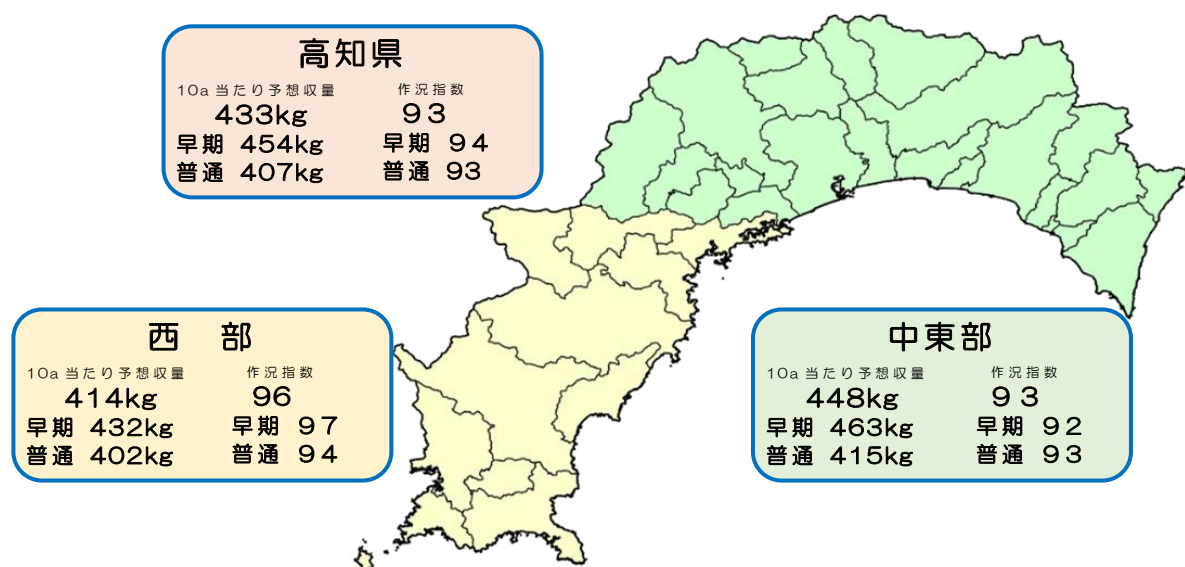 高知県
10a当たり予想収量 作況指数
433kg 93
早期 454kg 早期 94
普通 407kg 普通 93
西 部
10a当たり予想収量 作況指数
414kg 96
早期 432kg 早期 97
普通 402kg 普通 94
中東部
10a当たり予想収量 作況指数
448kg 93
早期 463kg 早期 92
普通 415kg 普通 93